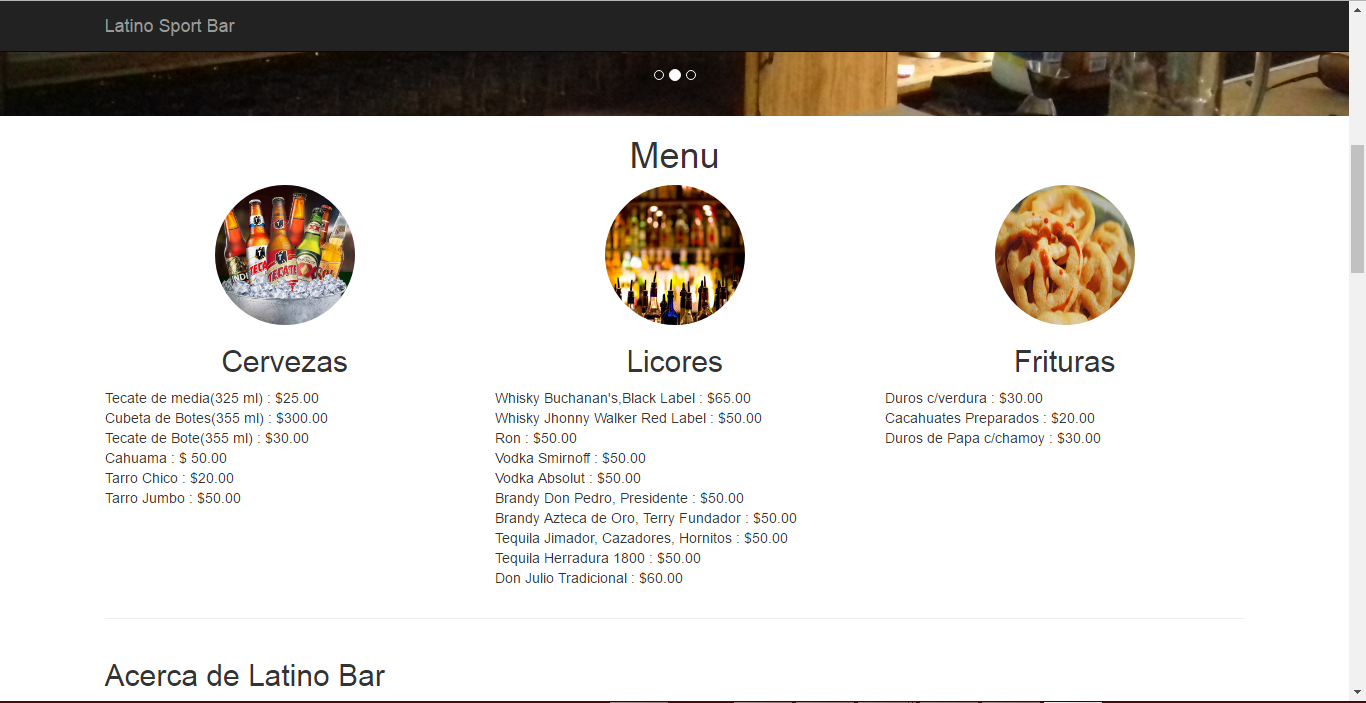 Latino Sport Bar
Menu
TECATE
Cervezas
Tecate de media(325 ml) : $25.00
Cubeta de Botes(355 ml) : $300.00
Tecate de Bote(355 ml) : $30.00
Cahuama : $ 50.00
Tarro Chico : $20.00
Tarro Jumbo : $50.00
Licores
Whisky Buchanan's,Black Label : $65.00
Whisky Jhonny Walker Red Label : $50.00
Ron : $50.00
Vodka Smirnoff : $50.00
Vodka Absolut : $50.00
Brandy Don Pedro, Presidente : $50.00
Brandy Azteca de Oro, Terry Fundador : $50.00
Tequila Jimador, Cazadores, Hornitos : $50.00
Tequila Herradura 1800 : $50.00
Don Julio Tradicional : $60.00
Frituras
Duros c/verdura : $30.00
Cacahuates Preparados : $20.00
Duros de Papa c/chamoy : $30.00
Acerca de Latino Bar